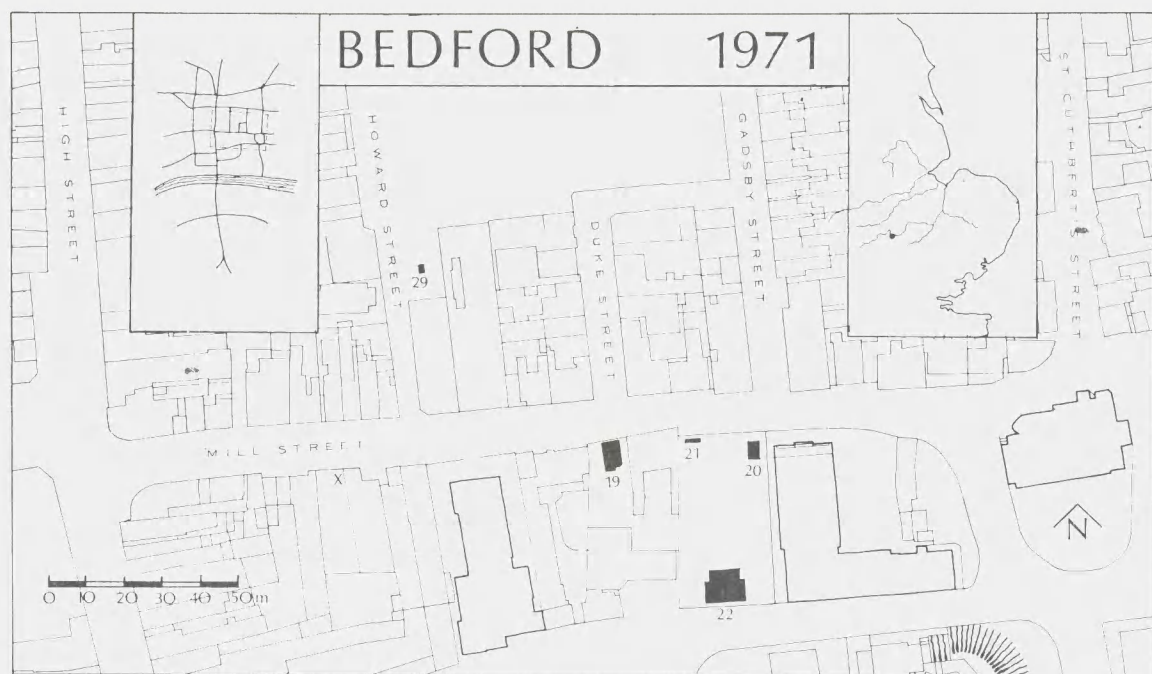 BEDFORD 1971
HIGH STREET
HOWARD STREET
GADSBY STREET
ST CUTHBERT'S STREET
DUKE STREET
29
MILL STREET
X
19
21
20
N
0 10 20 30 40 50m
22